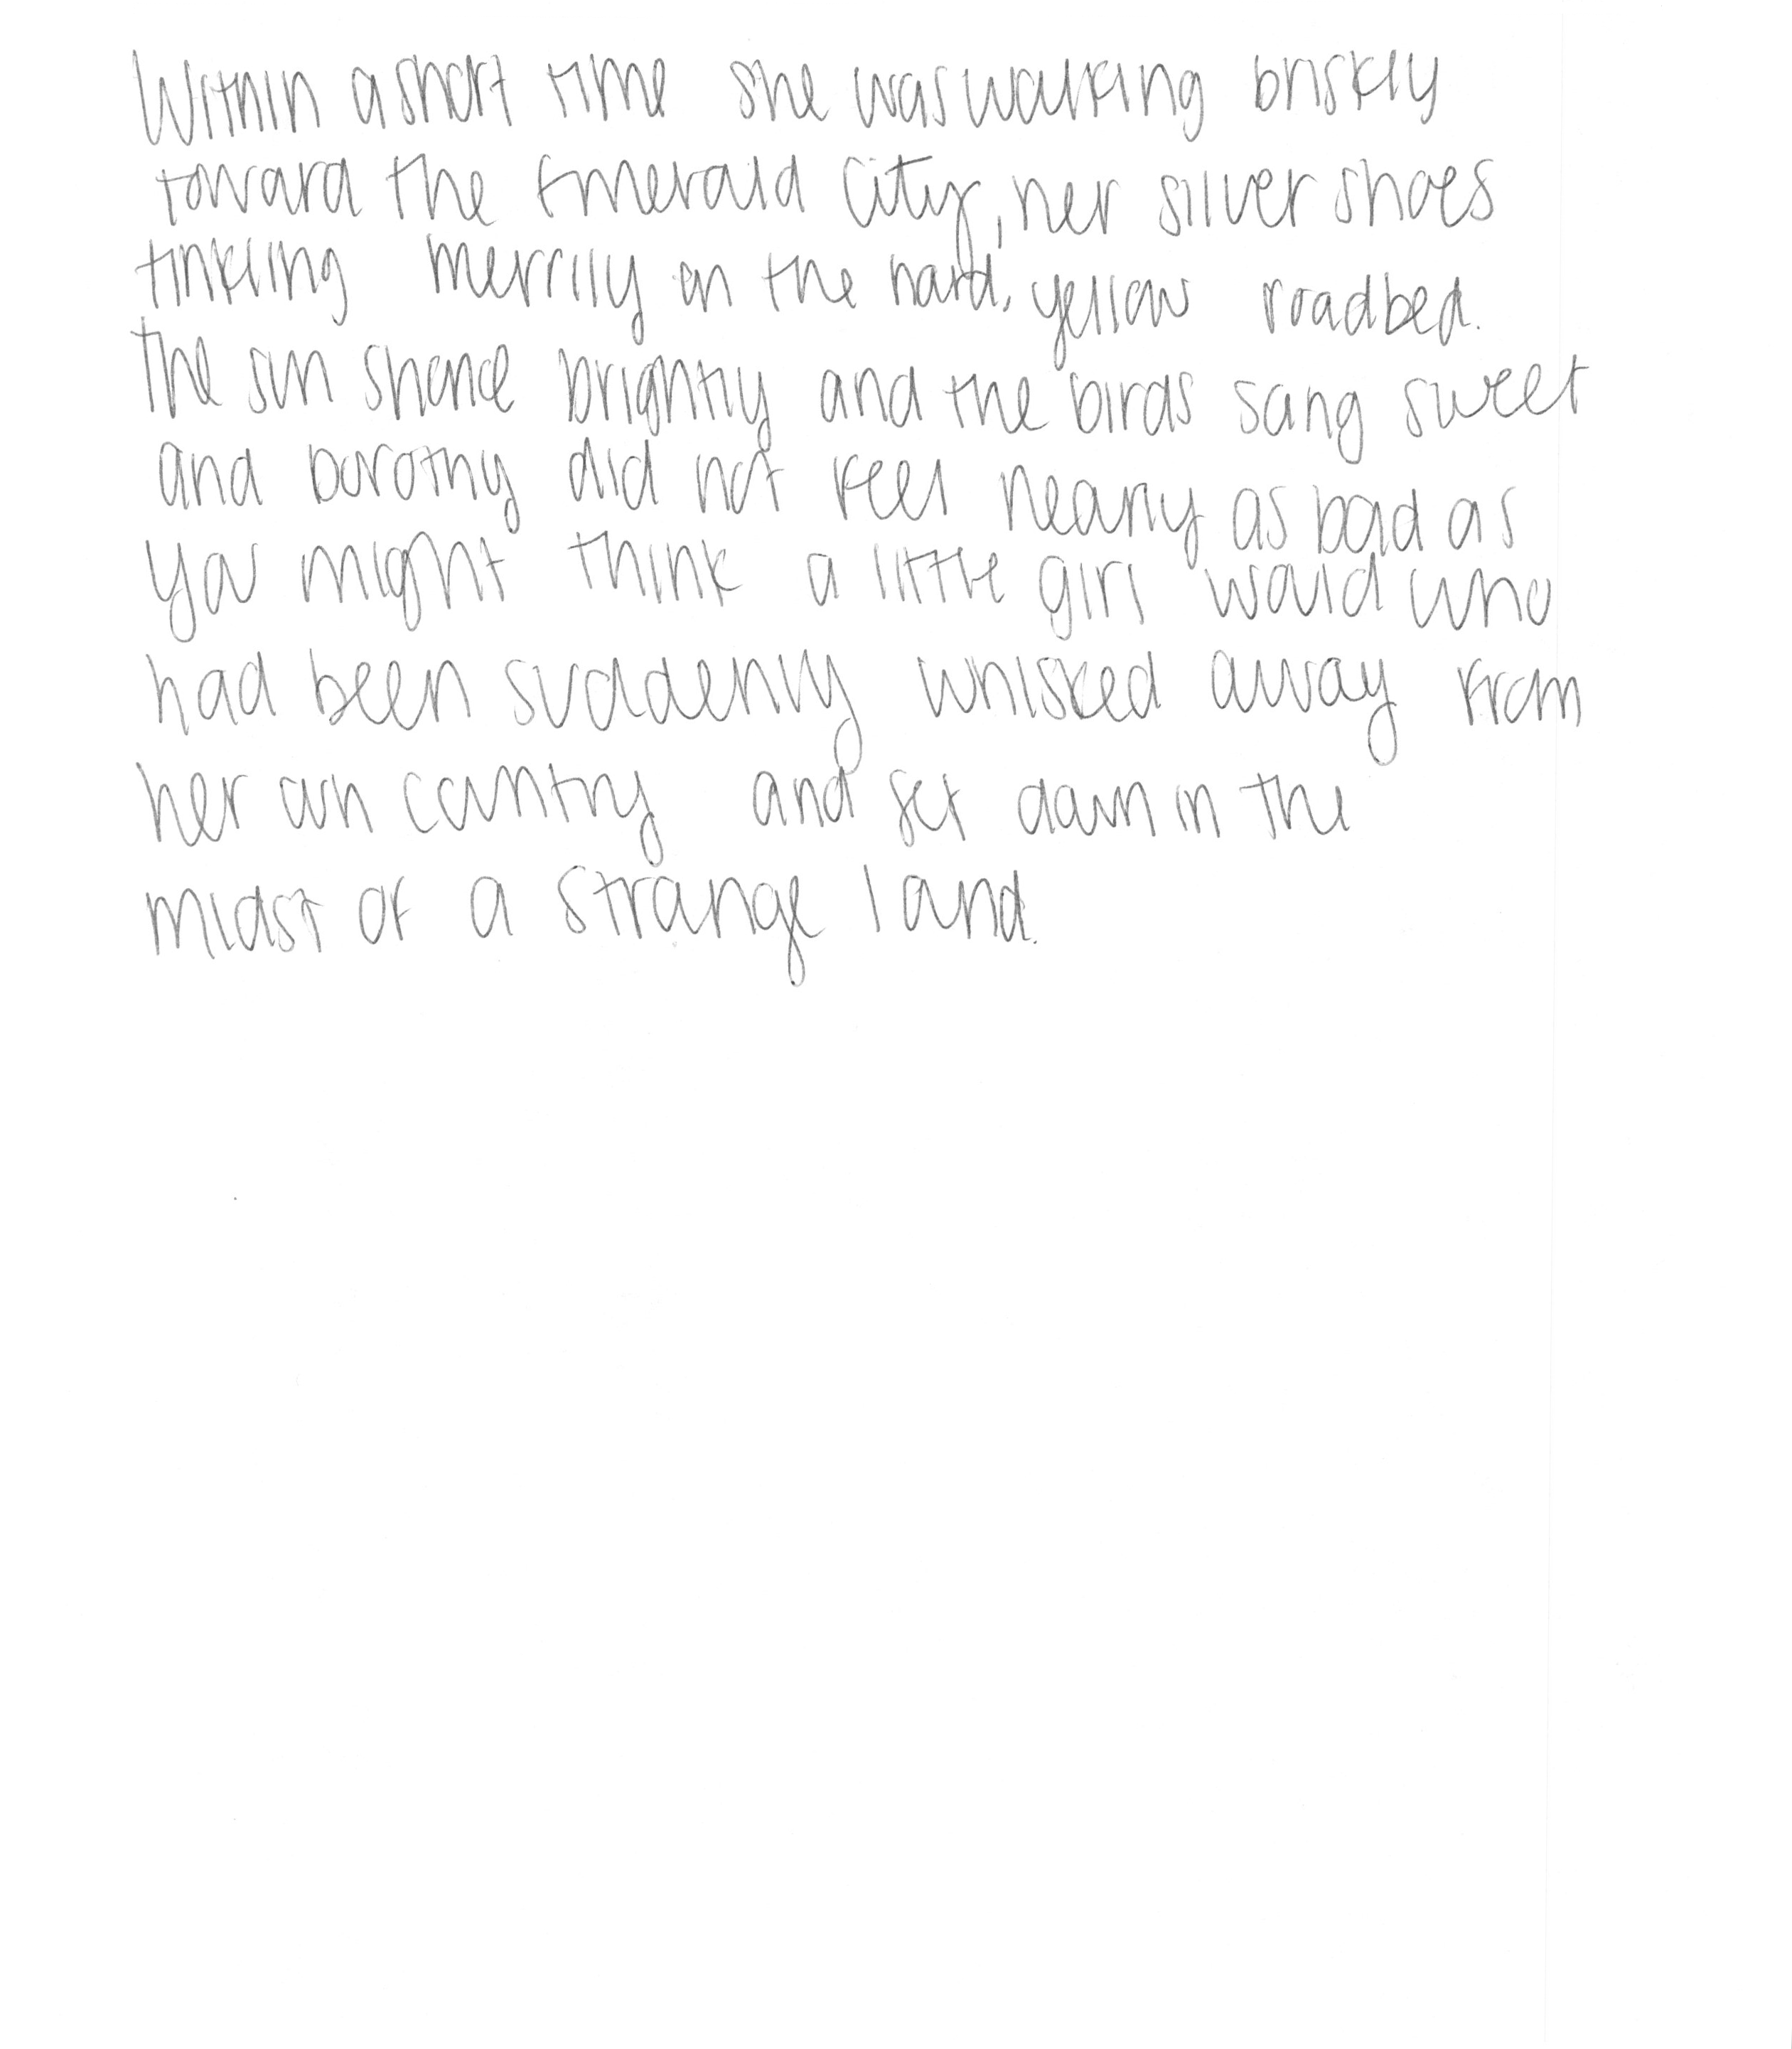 Within a short time she was walking briskly
toward the Emerald City, her silver shoes
tinkling merrily on the hard, yellow roadbed.
The sun shone brightly and the birds sang sweet
and Dorothy did not feel nearly as bad as
you might think a little girl would who
had been suddenly whisked away from
her own country and set down in the
midst of a strange land.